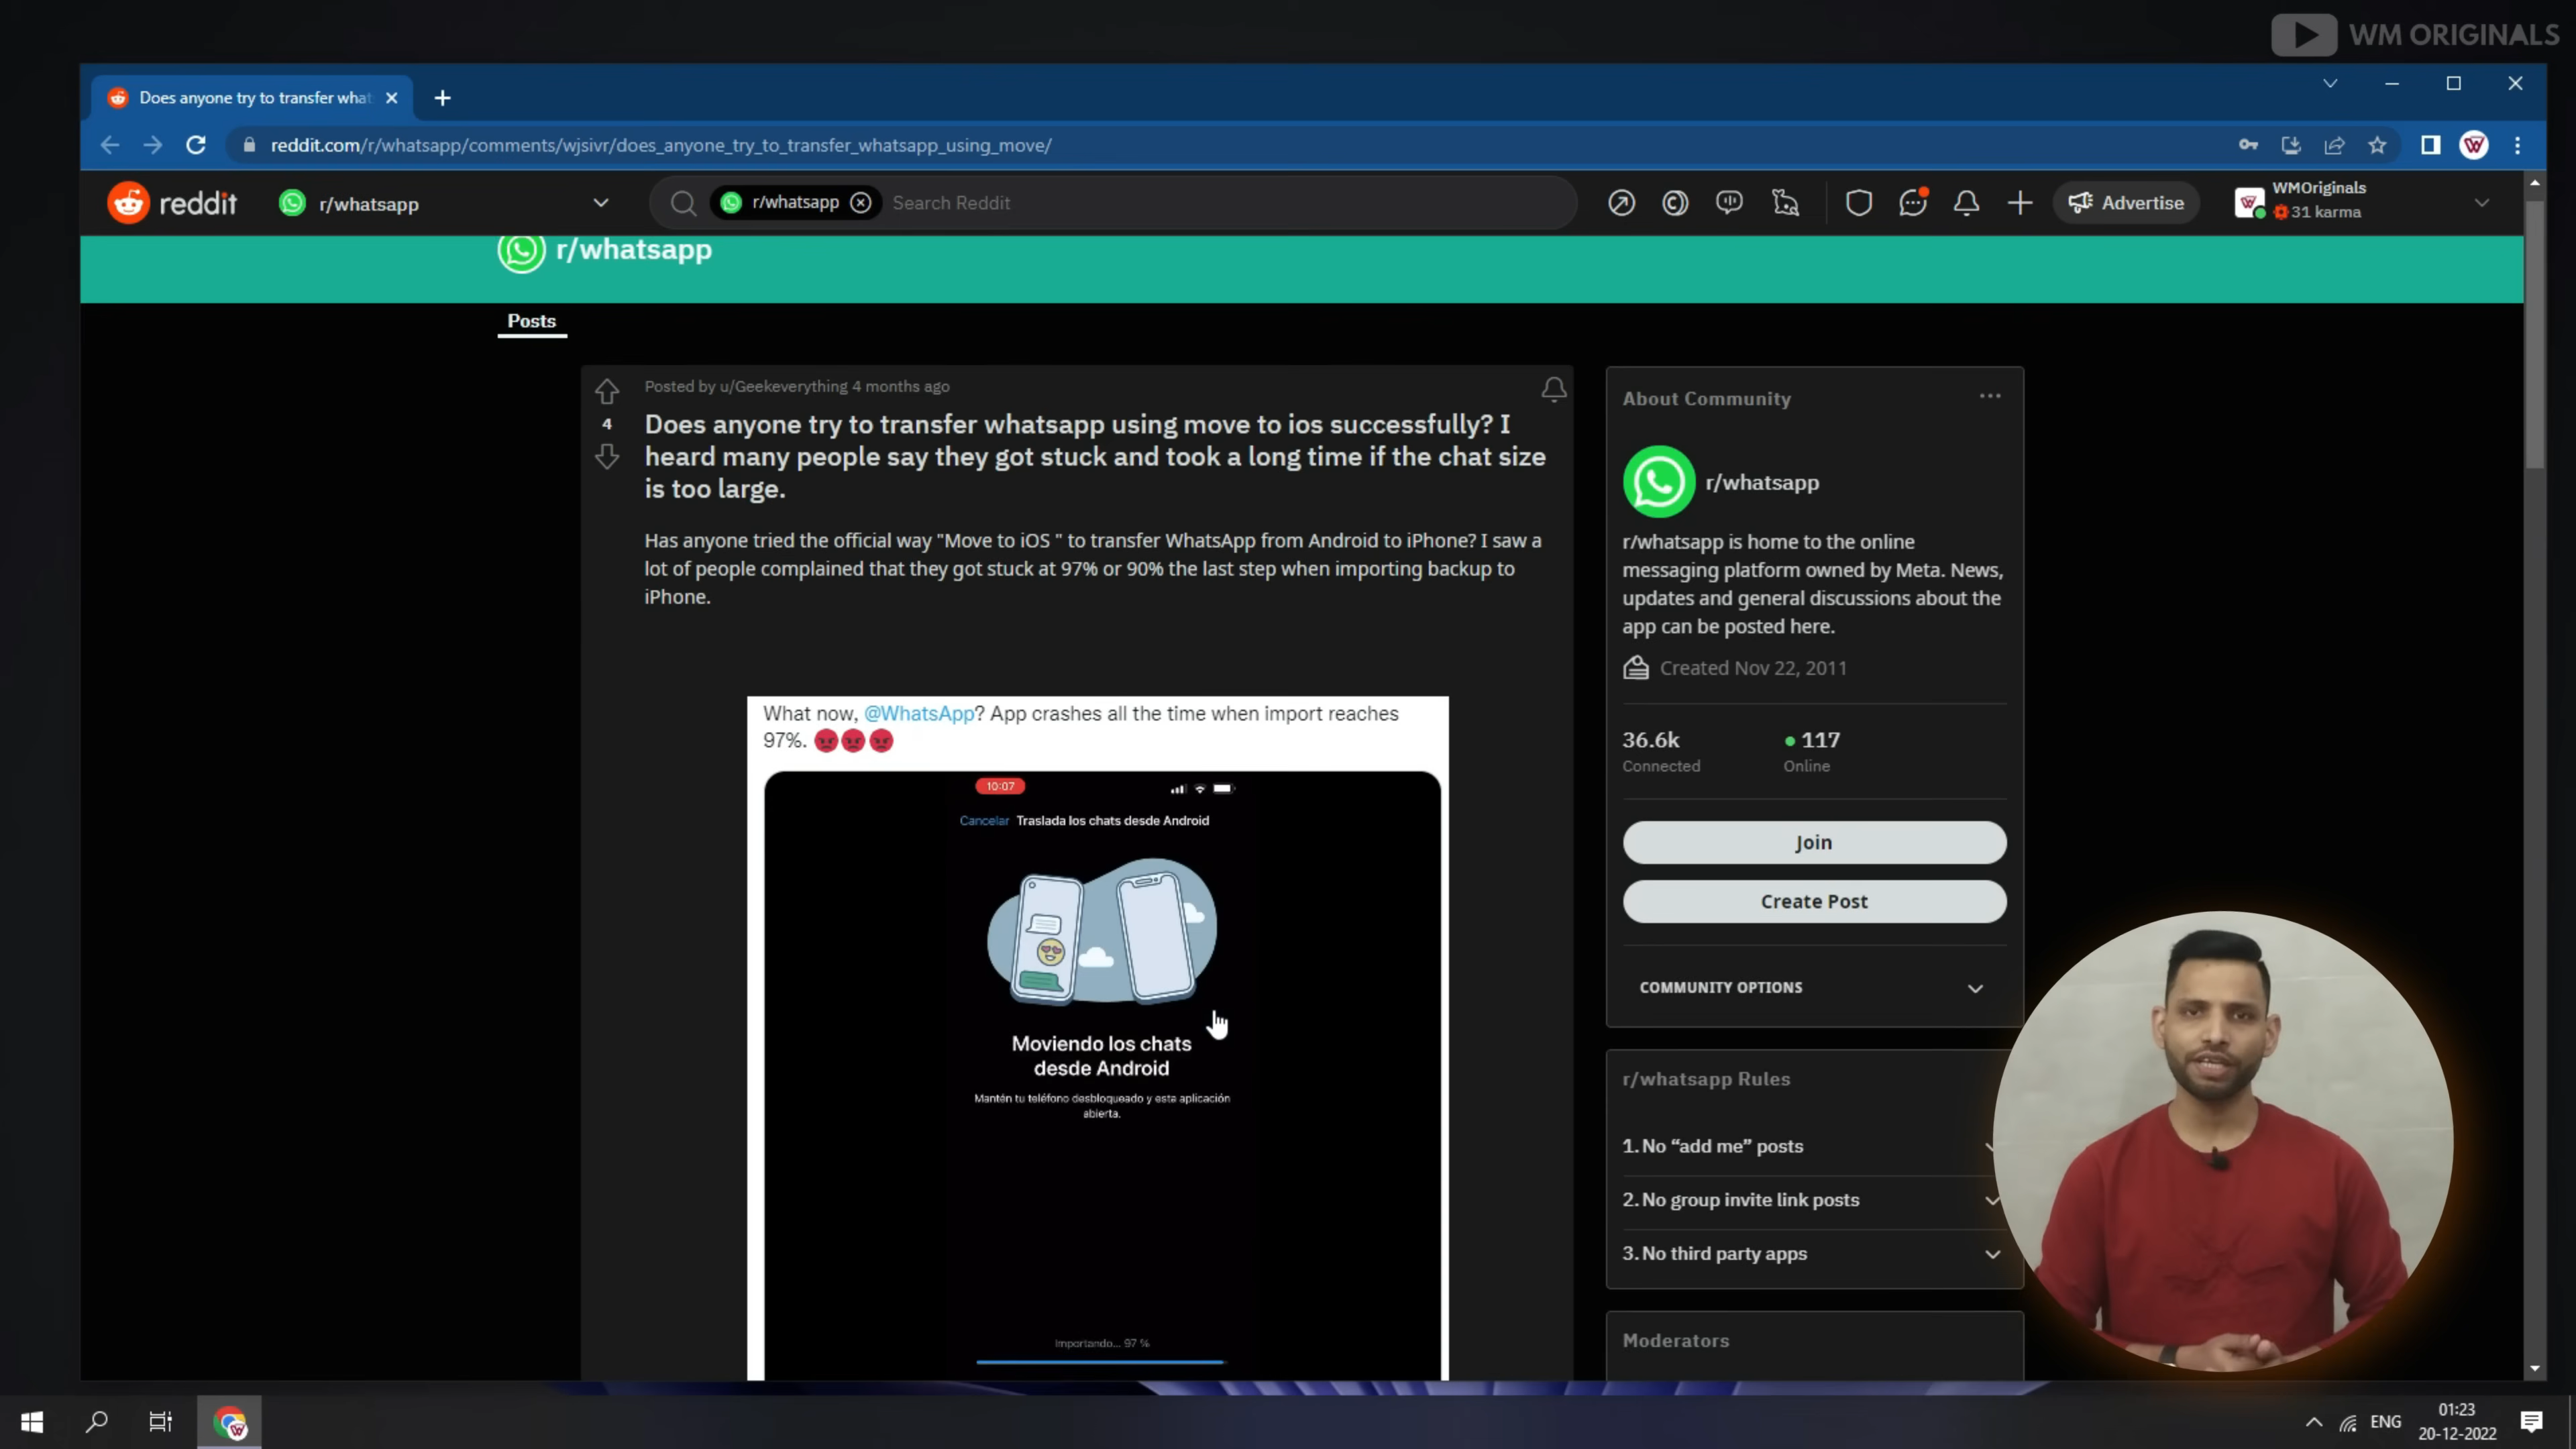 WM ORIGINALS
Does anyone try to transfer what
reddit.com/r/whatsapp/comments/wjsivr/does_anyone_try_to_transfer_whatsapp_using_move/
reddit
r/whatsapp
r/whatsapp
Search Reddit
Advertise
WMOriginals
31 karma
r/whatsapp
Posts
4
Posted by u/Geekeverything 4 months ago
Does anyone try to transfer whatsapp using move to ios successfully? I
heard many people say they got stuck and took a long time if the chat size
is too large.
Has anyone tried the official way "Move to iOS " to transfer WhatsApp from Android to iPhone? I saw a
lot of people complained that they got stuck at 97% or 90% the last step when importing backup to
iPhone.
What now, @WhatsApp? App crashes all the time when import reaches
97%. 😡😡😡
10:07
Cancelar Traslada los chats desde Android
Moviendo los chats
desde Android
Mantén tu teléfono desbloqueado y esta aplicación
abierta.
Importando... 97 %
About Community
r/whatsapp
r/whatsapp is home to the online
messaging platform owned by Meta. News,
updates and general discussions about the
app can be posted here.
Created Nov 22, 2011
36.6k
Connected
117
Online
Join
Create Post
COMMUNITY OPTIONS
r/whatsapp Rules
1. No “add me” posts
2. No group invite link posts
3. No third party apps
Moderators
ENG
01:23
20-12-2022